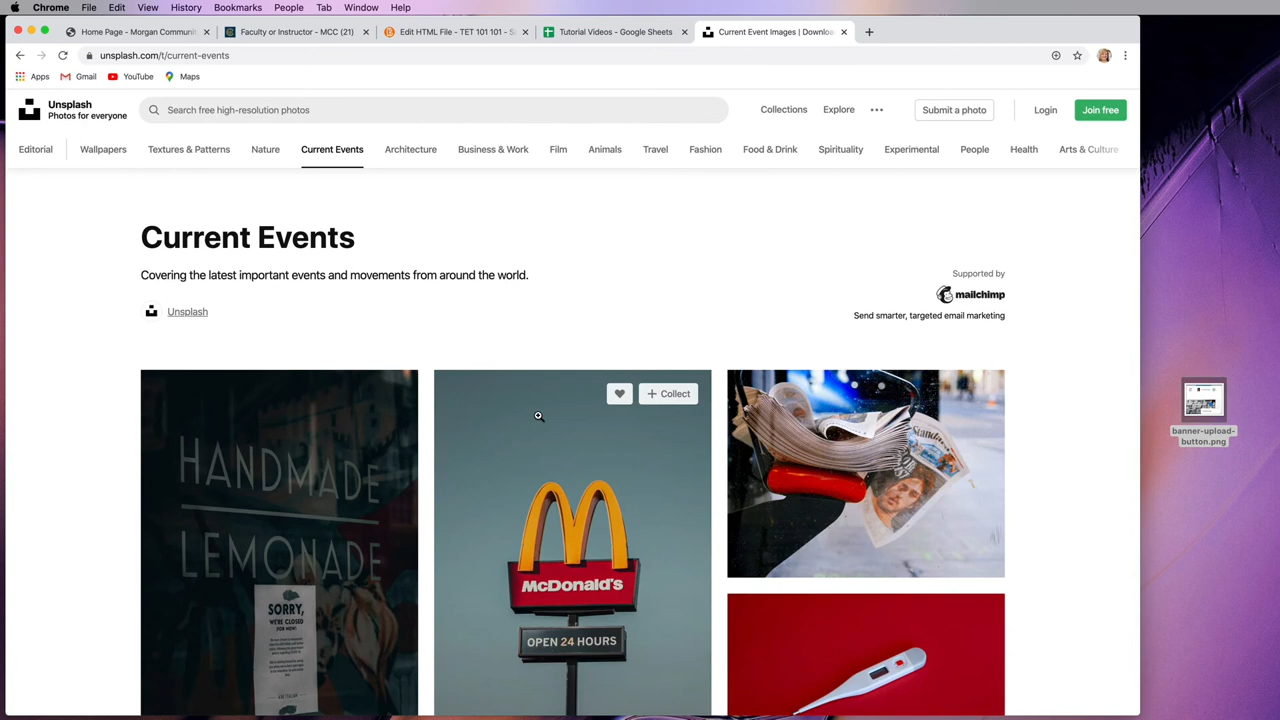 Chrome File Edit View History Bookmarks People Tab Window Help
Home Page - Morgan Commun
Faculty or Instructor - MCC (21)
Edit HTML File - TET 101 101 - S
Tutorial Videos - Google Sheets
Current Event Images | Downloa
unsplash.com/t/current-events
Apps Gmail YouTube Maps
Unsplash
Photos for everyone
Search free high-resolution photos
Collections Explore
Submit a photo
Login
Join free
Editorial Wallpapers Textures & Patterns Nature Current Events Architecture Business & Work Film Animals Travel Fashion Food & Drink Spirituality Experimental People Health Arts & Culture
Current Events
Covering the latest important events and movements from around the world.
Supported by
mailchimp
Send smarter, targeted email marketing
Unsplash
Collect
HANDMADE
LEMONADE
SORRY,
WE'RE CLOSED
FOR NOW!
McDonald's
OPEN 24 HOURS
Standard
banner-upload-
button.png